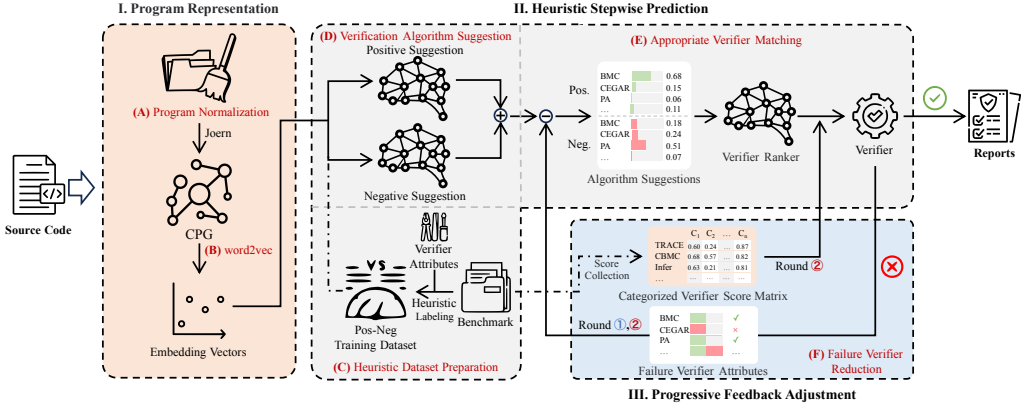 I. Program Representation
II. Heuristic Stepwise Prediction
(A) Program Normalization
Joern
CPG
(B) word2vec
Embedding Vectors
Source Code
(D) Verification Algorithm Suggestion
Positive Suggestion
Negative Suggestion
Verifier
Attributes
VS
Heuristic
Labeling
Benchmark
Pos-Neg
Training Dataset
(C) Heuristic Dataset Preparation
(E) Appropriate Verifier Matching
Pos.
BMC 0.68
CEGAR 0.15
PA 0.06
... 0.11
Neg.
BMC 0.18
CEGAR 0.24
PA 0.51
... 0.07
Algorithm Suggestions
Verifier Ranker
Verifier
Reports
Score
Collection
C1 C2 ... Cn
TRACE 0.60 0.24 ... 0.87
CBMC 0.68 0.57 ... 0.82
Infer 0.63 0.21 ... 0.81
... ... ... ... ...
Categorized Verifier Score Matrix
Round ②
Round ①,②
BMC ✓
CEGAR ×
PA ✓
... ...
Failure Verifier Attributes
(F) Failure Verifier
Reduction
III. Progressive Feedback Adjustment